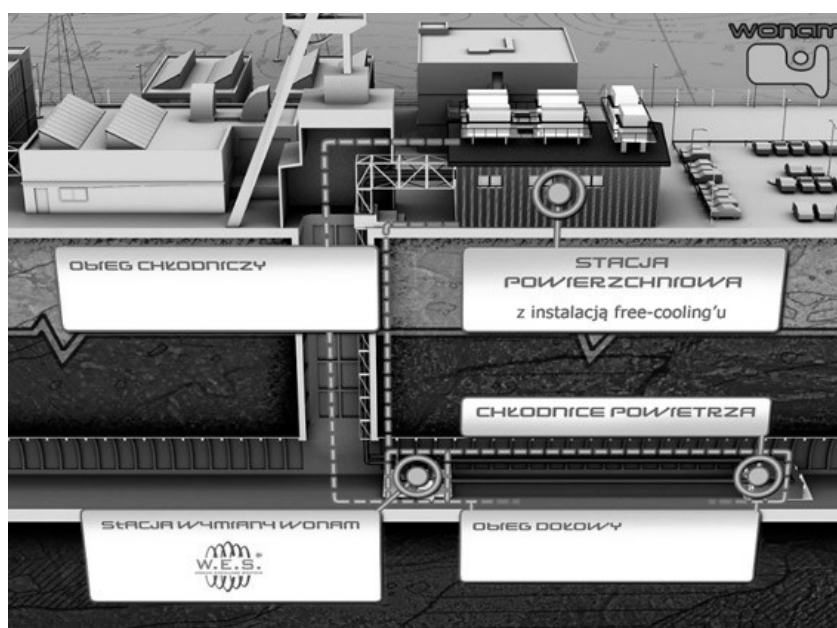 wonam
OBIEG CHŁODNICZY
STACJA
POWIERZCHNIOWA
z instalacją free-cooling'u
CHŁODNICE POWIETRZA
STACJA WYMIANY WONAM
W.E.S.®
OBIEG DOŁOWY